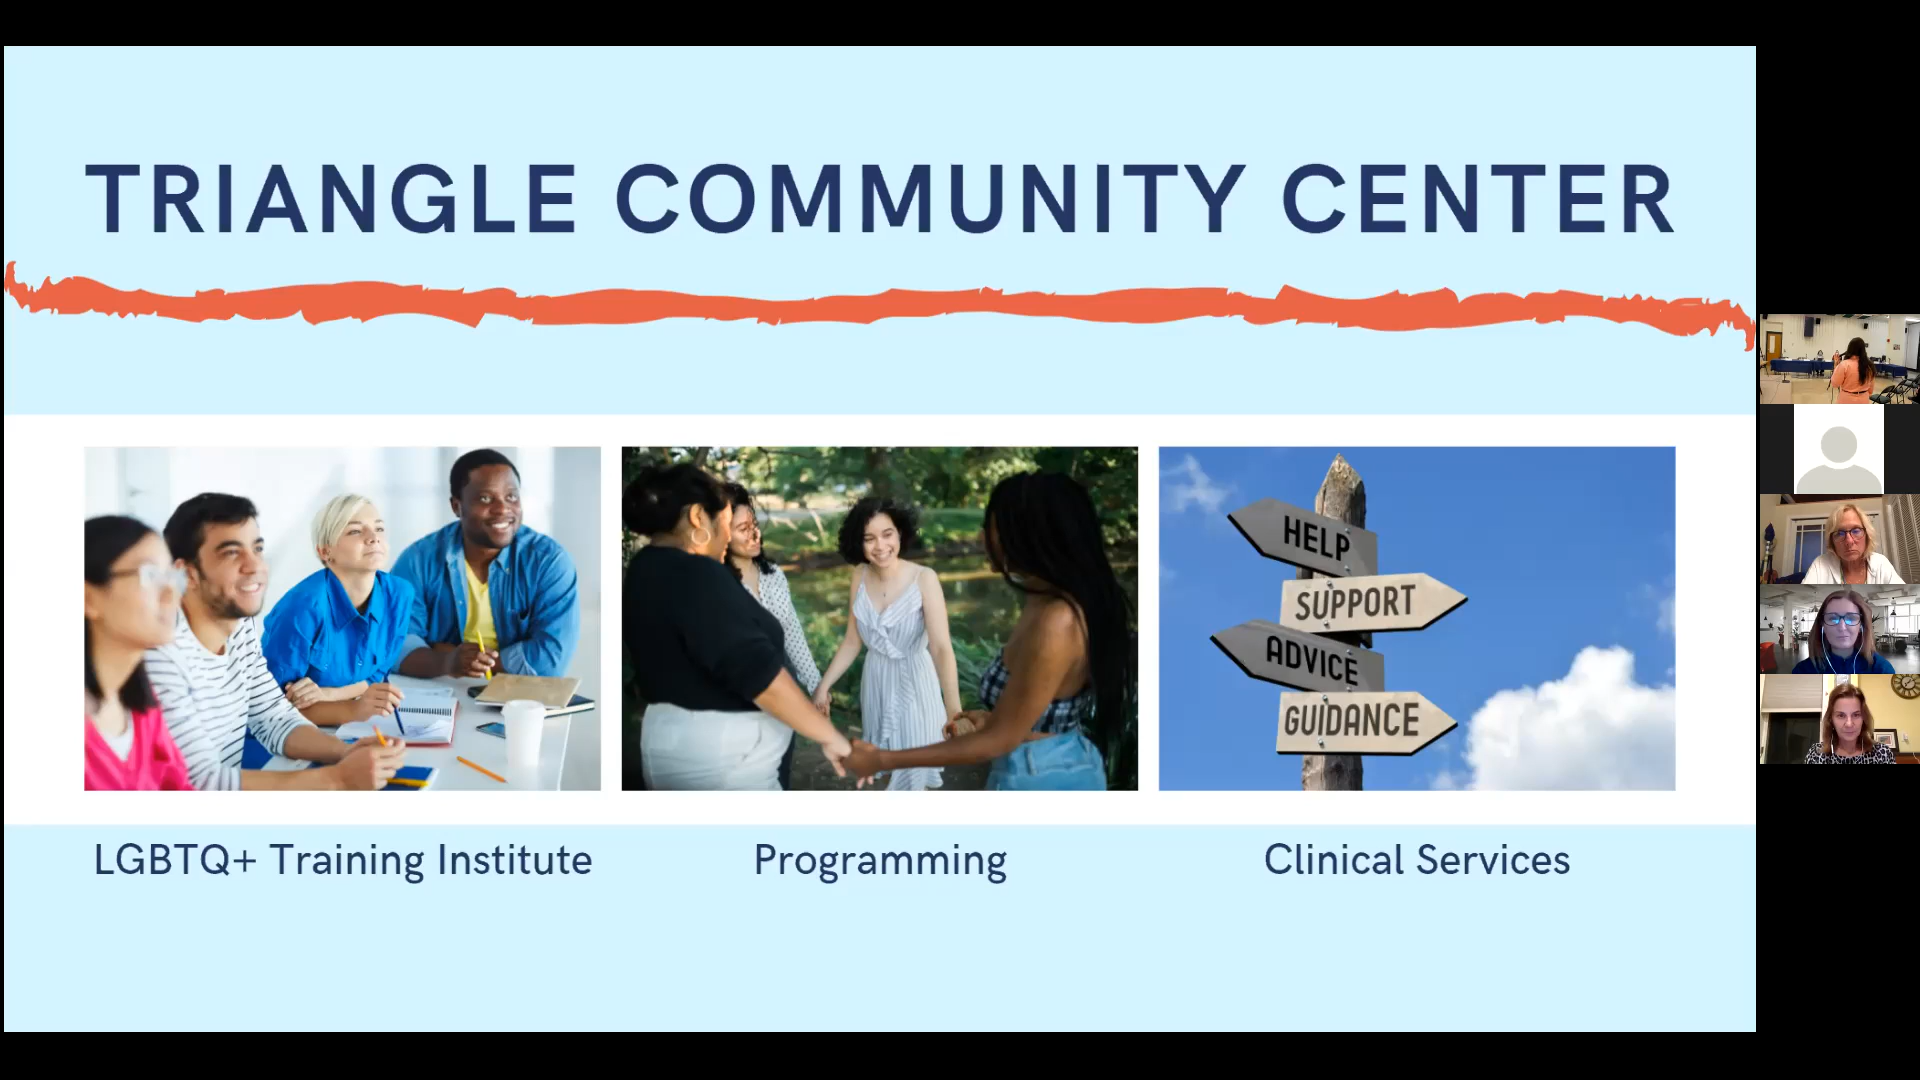 TRIANGLE COMMUNITY CENTER
HELP
SUPPORT
ADVICE
GUIDANCE
LGBTQ+ Training Institute
Programming
Clinical Services